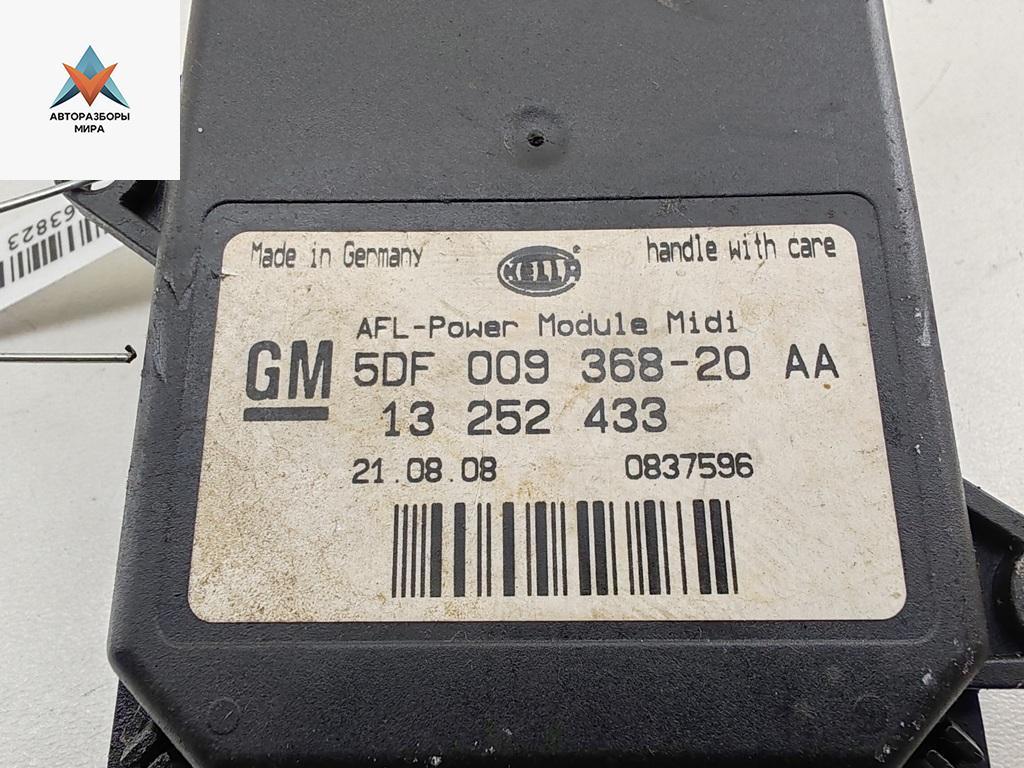 АВТОРАЗБОРЫ
МИРА
63823
Made in Germany
HELLA
®
handle with care
AFL-Power Module Midi
GM
5DF 009 368-20 AA
13 252 433
21.08.08
0837596